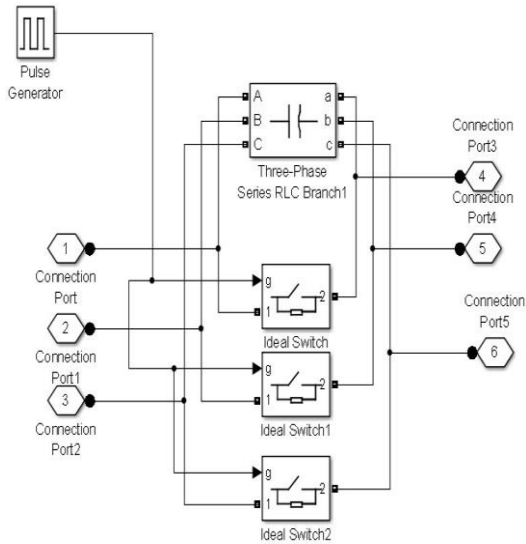 Pulse
Generator
A
a
B
b
C
c
Three-Phase
Series RLC Branch1
Connection
Port3
4
Connection
Port4
5
1
Connection
Port
g
1
2
Ideal Switch
2
Connection
Port1
Connection
Port5
6
g
1
2
Ideal Switch1
3
Connection
Port2
g
1
2
Ideal Switch2